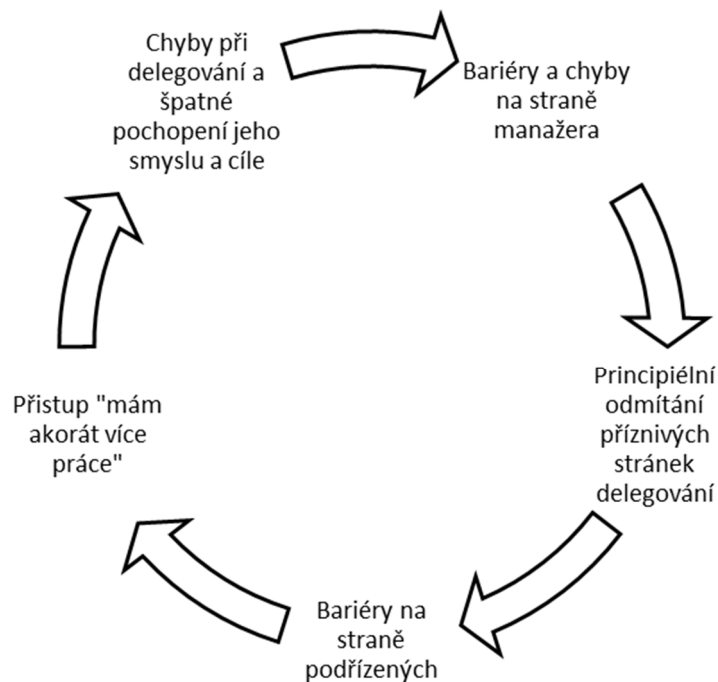 Chyby při
delegování a
špatné
pochopení jeho
smyslu a cíle
Bariéry a chyby
na straně
manažera
Principiélní
odmítání
příznivých
stránek
delegování
Bariéry na
straně
podřízených
Přistup "mám
akorát více
práce"